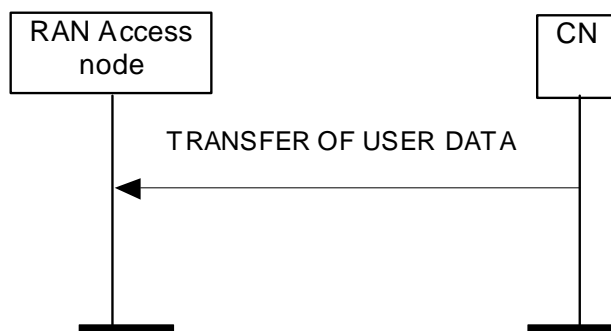 RAN Access
node
CN
TRANSFER OF USER DATA